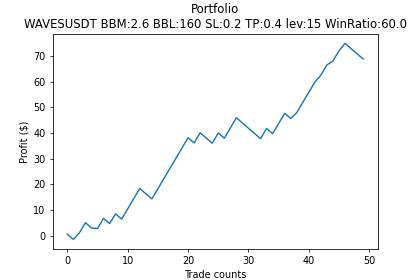 Portfolio
WAVESUSDT BBM:2.6 BBL:160 SL:0.2 TP:0.4 lev:15 WinRatio:60.0
Profit ($)
70
60
50
40
30
20
10
0
0 10 20 30 40 50
Trade counts